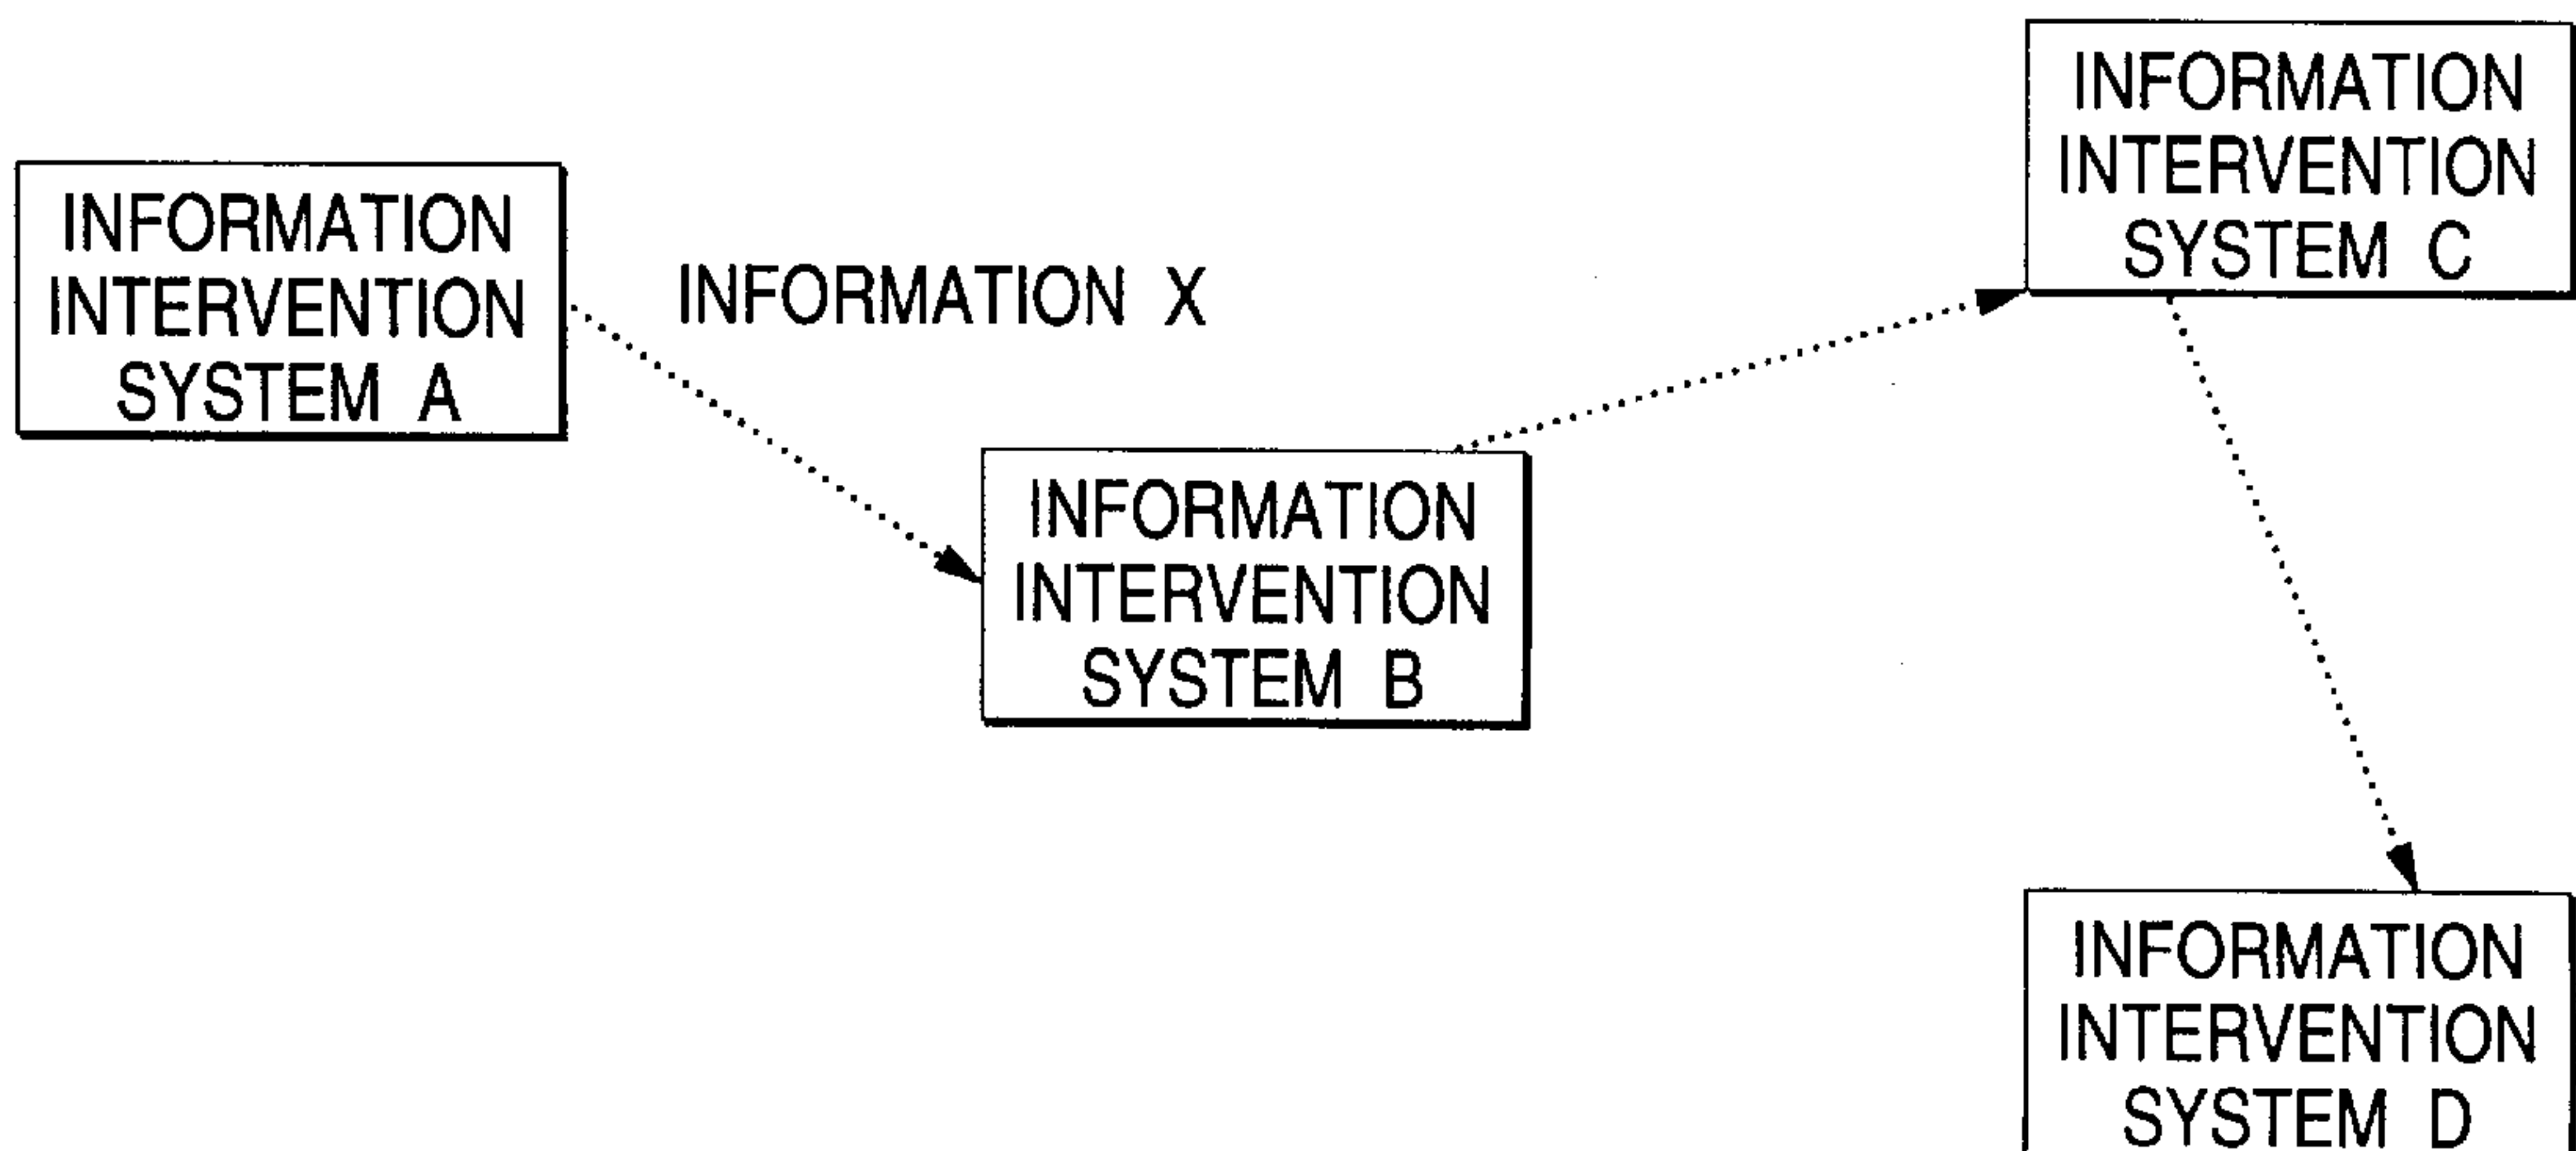 INFORMATION
INTERVENTION
SYSTEM A
INFORMATION X
INFORMATION
INTERVENTION
SYSTEM B
INFORMATION
INTERVENTION
SYSTEM C
INFORMATION
INTERVENTION
SYSTEM D